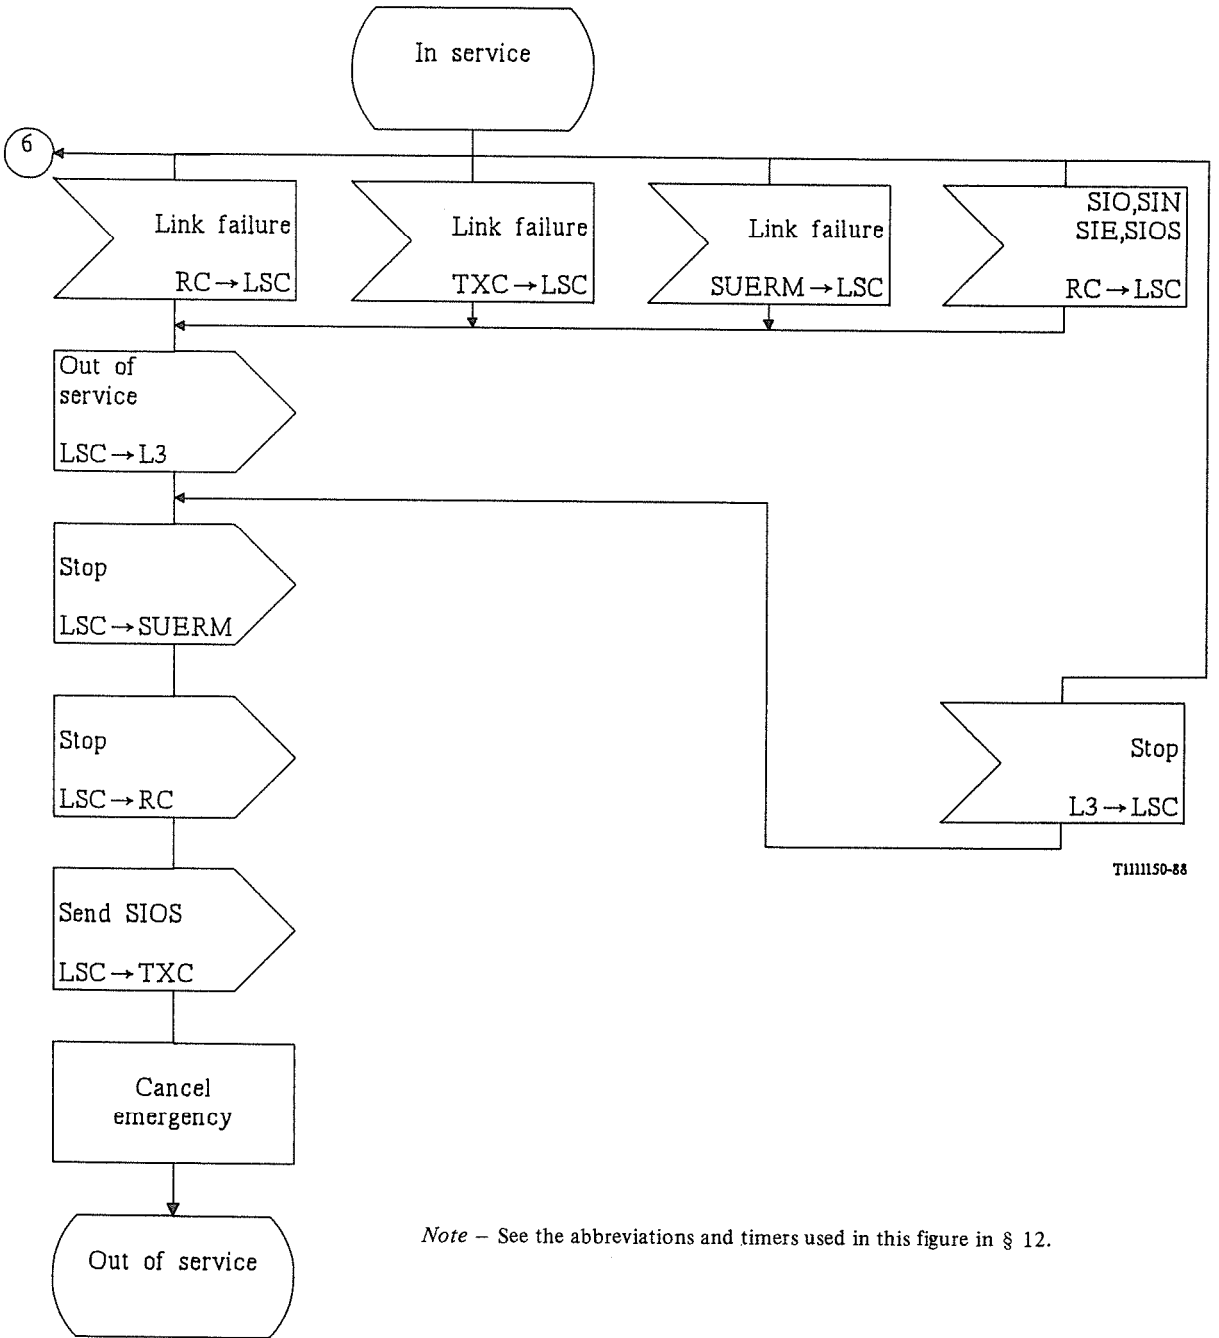 In service
6
Link failure
RC→LSC
Link failure
TXC→LSC
Link failure
SUERM→LSC
SIO,SIN
SIE,SIOS
RC→LSC
Out of
service
LSC→L3
Stop
LSC→SUERM
Stop
LSC→RC
Stop
L3→LSC
T1111150-88
Send SIOS
LSC→TXC
Cancel
emergency
Out of service
Note – See the abbreviations and timers used in this figure in § 12.